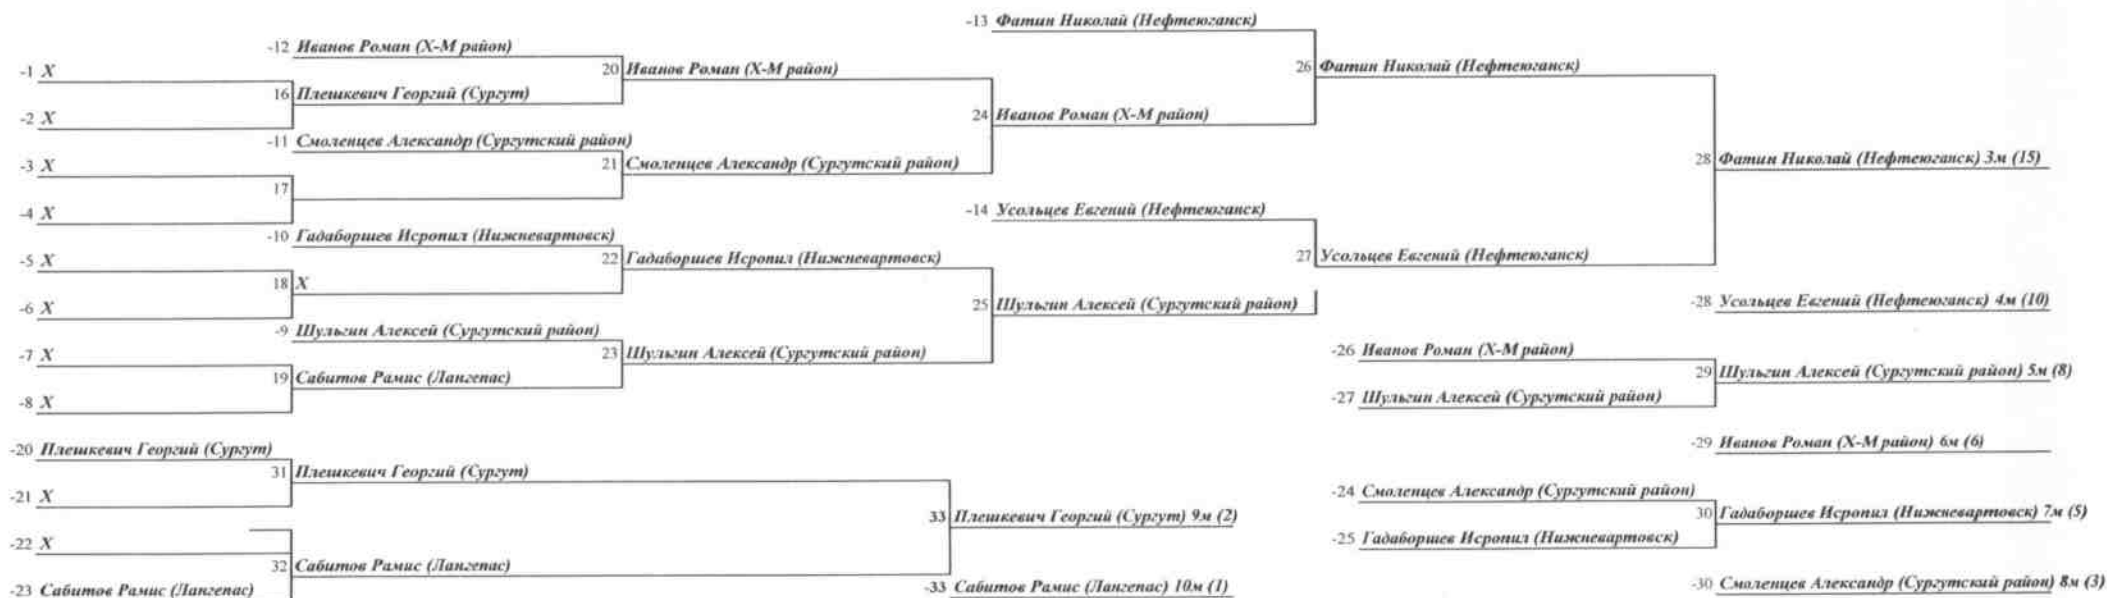 -13 Фатин Николай (Нефтеюганск)
-12 Иванов Роман (Х-М район)
-1 X
20 Иванов Роман (Х-М район)
26 Фатин Николай (Нефтеюганск)
16 Плешкевич Георгий (Сургут)
-2 X
24 Иванов Роман (Х-М район)
-11 Смоленцев Александр (Сургутский район)
-3 X
21 Смоленцев Александр (Сургутский район)
28 Фатин Николай (Нефтеюганск) 3м (15)
17
-4 X
-14 Усольцев Евгений (Нефтеюганск)
-10 Гадаборшев Исропил (Нижневартовск)
-5 X
22 Гадаборшев Исропил (Нижневартовск)
27 Усольцев Евгений (Нефтеюганск)
18 X
-6 X
25 Шульгин Алексей (Сургутский район)
-28 Усольцев Евгений (Нефтеюганск) 4м (10)
-9 Шульгин Алексей (Сургутский район)
-7 X
23 Шульгин Алексей (Сургутский район)
-26 Иванов Роман (Х-М район)
19 Сабитов Рамис (Лангепас)
29 Шульгин Алексей (Сургутский район) 5м (8)
-8 X
-27 Шульгин Алексей (Сургутский район)
-20 Плешкевич Георгий (Сургут)
-29 Иванов Роман (Х-М район) 6м (6)
31 Плешкевич Георгий (Сургут)
-21 X
-24 Смоленцев Александр (Сургутский район)
33 Плешкевич Георгий (Сургут) 9м (2)
30 Гадаборшев Исропил (Нижневартовск) 7м (5)
-22 X
-25 Гадаборшев Исропил (Нижневартовск)
32 Сабитов Рамис (Лангепас)
-23 Сабитов Рамис (Лангепас)
-33 Сабитов Рамис (Лангепас) 10м (1)
-30 Смоленцев Александр (Сургутский район) 8м (3)